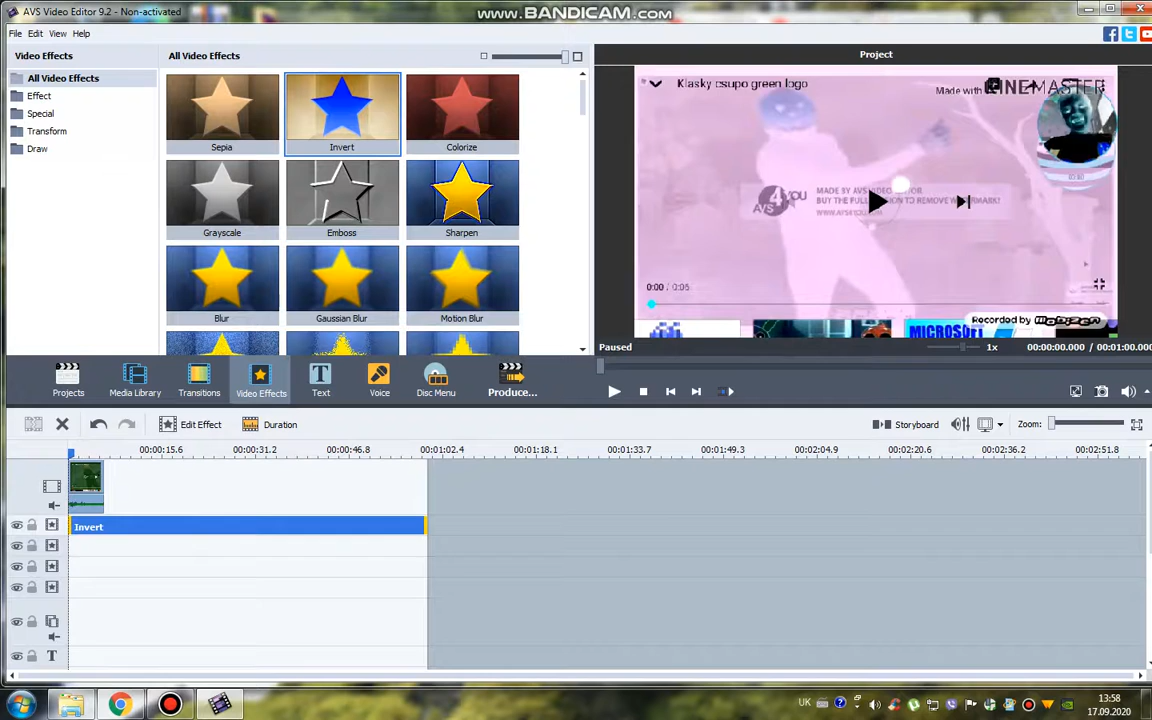 AVS Video Editor 9.2 - Non-activated
www.BANDICAM.com
File Edit View Help
Video Effects
All Video Effects
Project
All Video Effects
Effect
Special
Transform
Draw
Sepia
Invert
Colorize
Grayscale
Emboss
Sharpen
Blur
Gaussian Blur
Motion Blur
Klasky csupo green logo
Made with KINEMASTER
AVS 4 YOU
MADE BY AVS VIDEO EDITOR
BUY THE FULL VERSION TO REMOVE WATERMARK!
0:00 / 0:05
Recorded by mobizen
MICROSOFT
Paused
1x
00:00:00.000 / 00:01:00.000
Projects
Media Library
Transitions
Video Effects
Text
Voice
Disc Menu
Produce...
Edit Effect
Duration
Storyboard
Zoom:
00:00:15.6
00:00:31.2
00:00:46.8
00:01:02.4
00:01:18.1
00:01:33.7
00:01:49.3
00:02:04.9
00:02:20.6
00:02:36.2
00:02:51.8
Invert
T
UK
13:58
17.09.2020